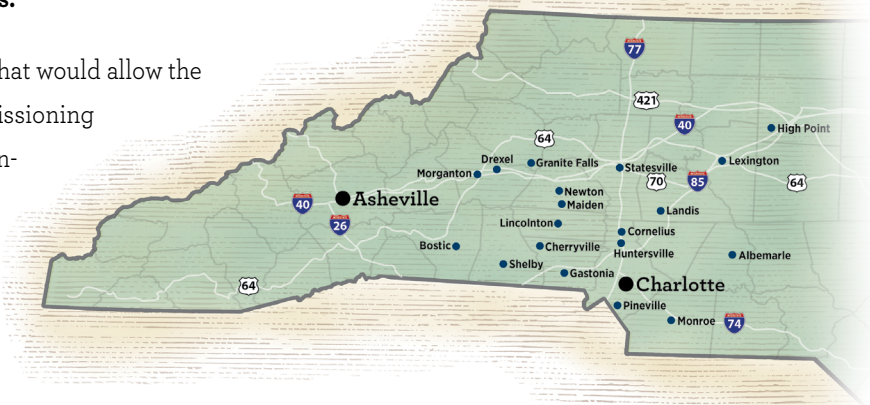 s.
hat would allow the
issioning
n-
77
421
40
High Point
64
Drexel
Granite Falls
Statesville
Lexington
Morganton
70
85
64
Newton
Maiden
Asheville
40
26
Landis
Lincolnton
Cornelius
Bostic
Cherryville
Huntersville
Albemarle
Shelby
Gastonia
64
Charlotte
Pineville
Monroe
74